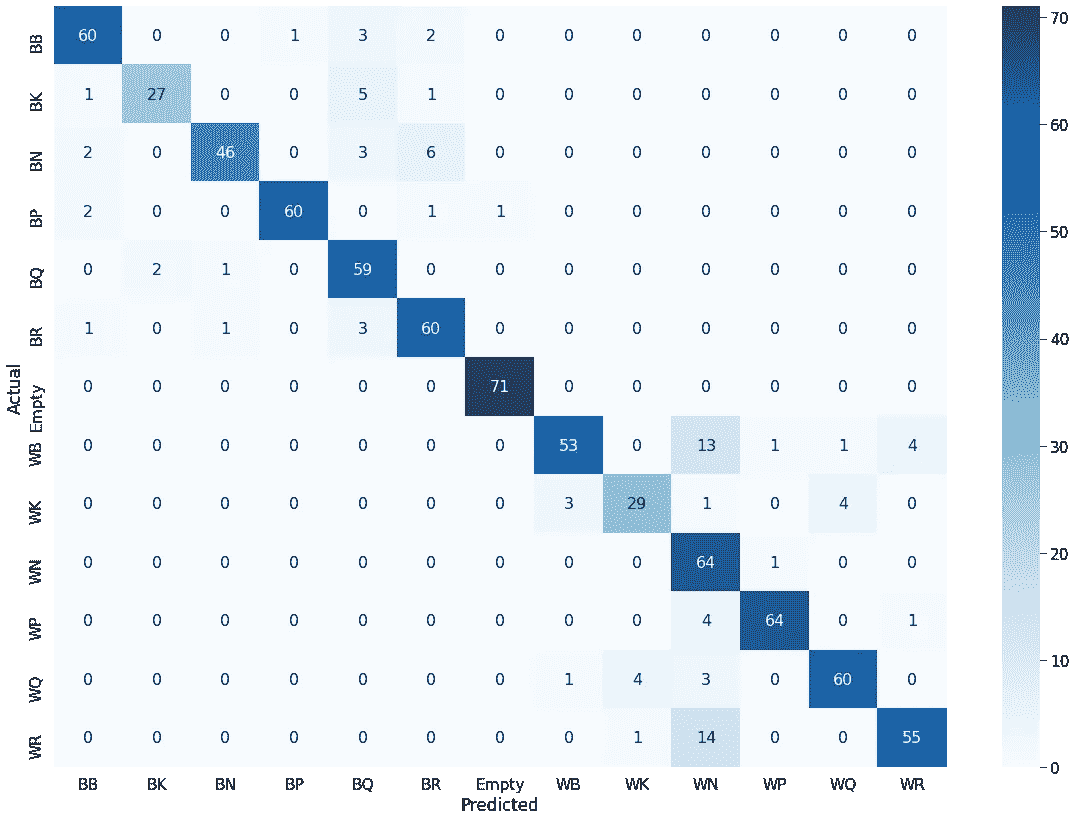 BB 60 0 0 1 3 2 0 0 0 0 0 0 0
BK 1 27 0 0 5 1 0 0 0 0 0 0 0
BN 2 0 46 0 3 6 0 0 0 0 0 0 0
BP 2 0 0 60 0 1 1 0 0 0 0 0 0
BQ 0 2 1 0 59 0 0 0 0 0 0 0 0
BR 1 0 1 0 3 60 0 0 0 0 0 0 0
Empty 0 0 0 0 0 0 71 0 0 0 0 0 0
WB 0 0 0 0 0 0 0 53 0 13 1 1 4
WK 0 0 0 0 0 0 0 3 29 1 0 4 0
WN 0 0 0 0 0 0 0 0 0 64 1 0 0
WP 0 0 0 0 0 0 0 0 0 4 64 0 1
WQ 0 0 0 0 0 0 0 1 4 3 0 60 0
WR 0 0 0 0 0 0 0 0 1 14 0 0 55
BB BK BN BP BQ BR Empty WB WK WN WP WQ WR
Predicted
Actual
70
60
50
40
30
20
10
0